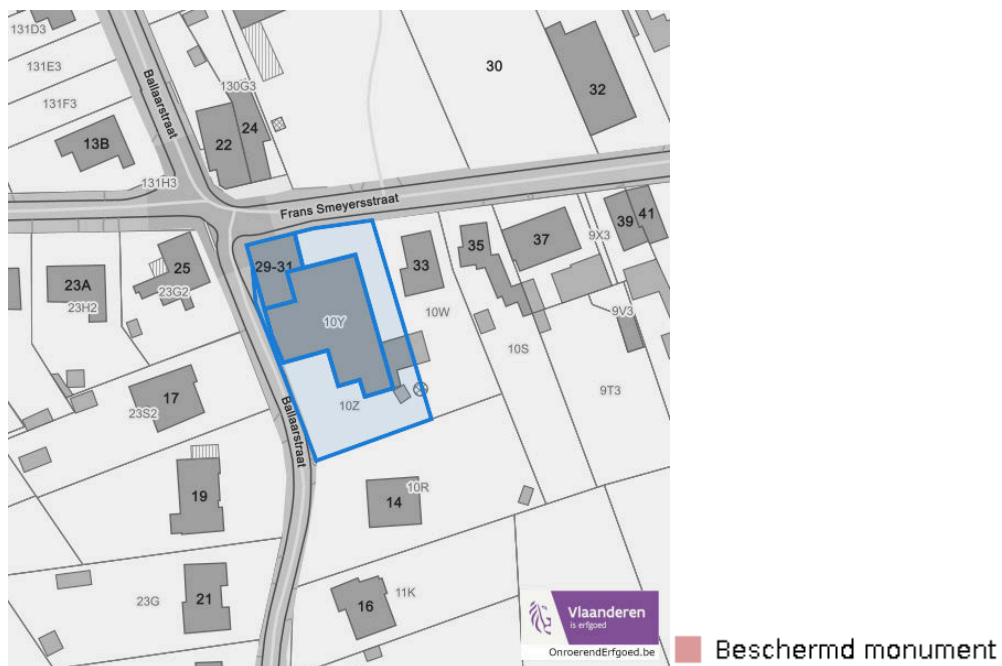 131D3
131E3
131F3
Ballaarstraat
130G3
30
32
13B
22
24
131H3
Frans Smeyersstraat
29-31
33
35
37
39
41
9X3
25
23A
23G2
23H2
10Y
10W
9V3
10S
17
23S2
10Z
9T3
Ballaarstraat
19
14
10R
21
23G
16
11K
Vlaanderen
is erfgoed
OnroerendErfgoed.be
Beschermd monument